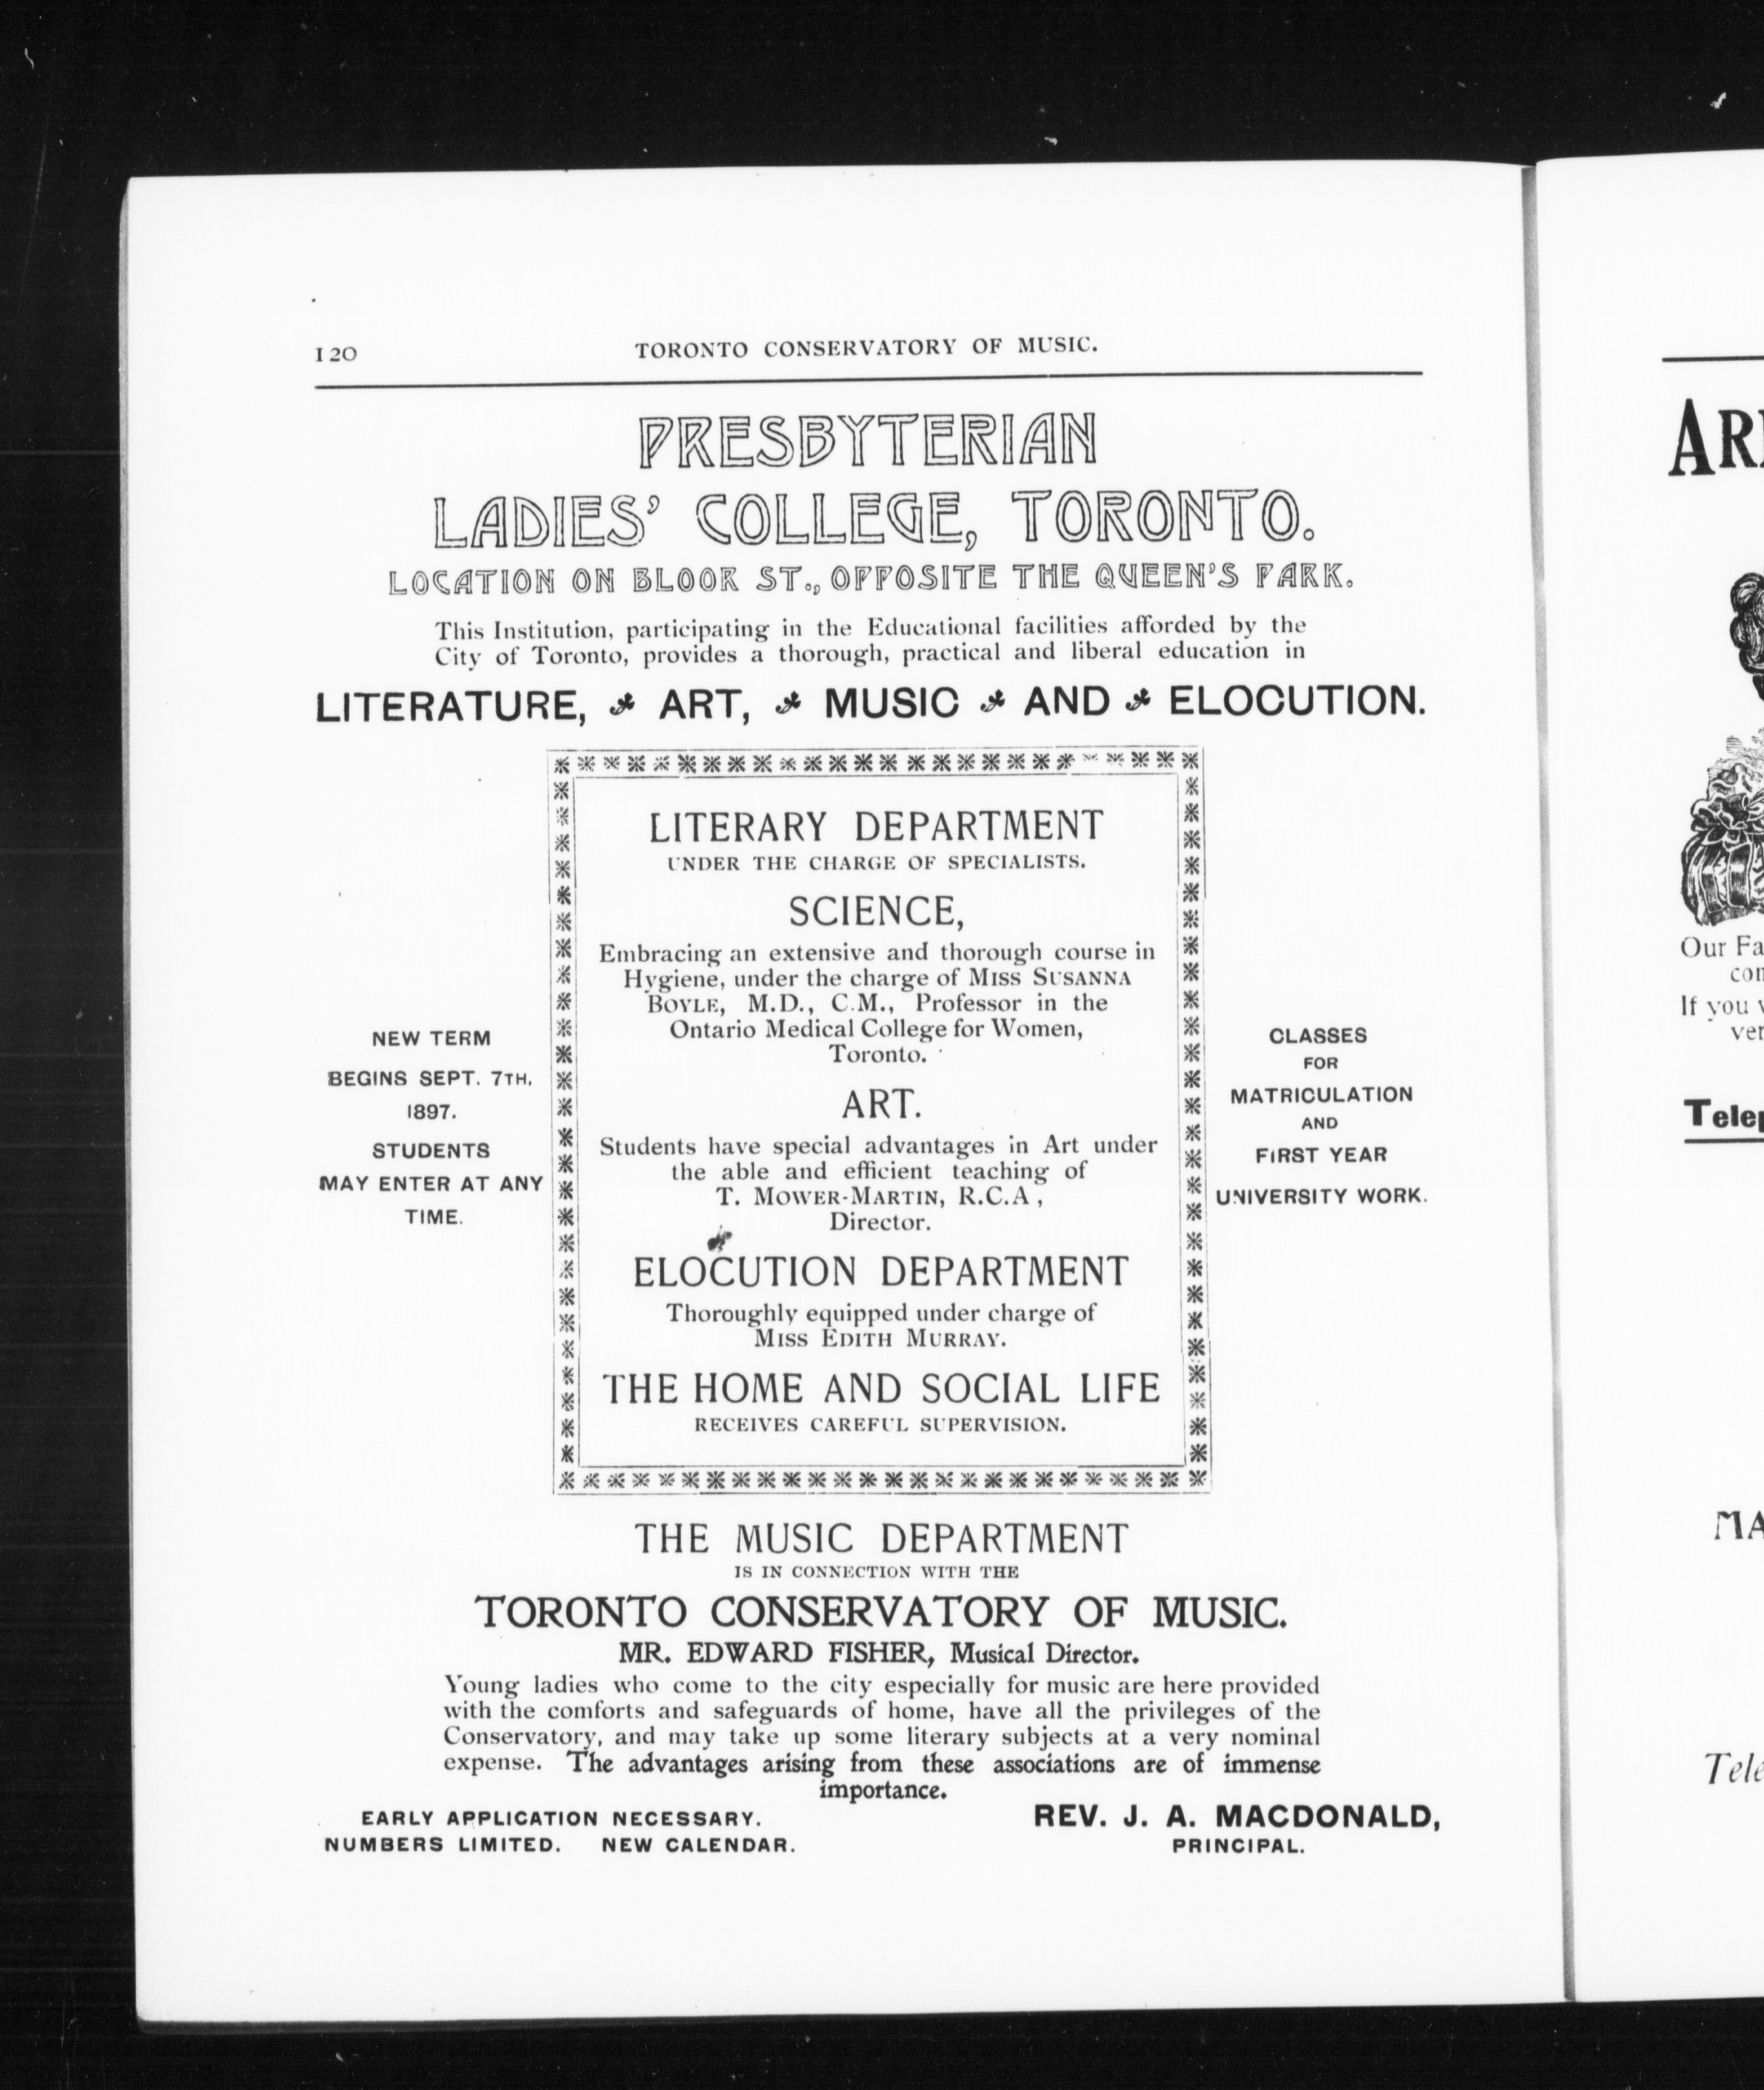 120
TORONTO CONSERVATORY OF MUSIC.
PRESBYTERIAN
LADIES' COLLEGE, TORONTO.
LOCATION ON BLOOR ST., OPPOSITE THE QUEEN'S PARK.
This Institution, participating in the Educational facilities afforded by the
City of Toronto, provides a thorough, practical and liberal education in
LITERATURE, ART, MUSIC AND ELOCUTION.
LITERARY DEPARTMENT
UNDER THE CHARGE OF SPECIALISTS.
SCIENCE,
Embracing an extensive and thorough course in
Hygiene, under the charge of MISS SUSANNA
BOYLE, M.D., C.M., Professor in the
Ontario Medical College for Women,
Toronto.
ART.
Students have special advantages in Art under
the able and efficient teaching of
T. MOWER-MARTIN, R.C.A,
Director.
ELOCUTION DEPARTMENT
Thoroughly equipped under charge of
MISS EDITH MURRAY.
THE HOME AND SOCIAL LIFE
RECEIVES CAREFUL SUPERVISION.
NEW TERM
BEGINS SEPT. 7TH,
1897.
STUDENTS
MAY ENTER AT ANY
TIME.
CLASSES
FOR
MATRICULATION
AND
FIRST YEAR
UNIVERSITY WORK.
THE MUSIC DEPARTMENT
IS IN CONNECTION WITH THE
TORONTO CONSERVATORY OF MUSIC.
MR. EDWARD FISHER, Musical Director.
Young ladies who come to the city especially for music are here provided
with the comforts and safeguards of home, have all the privileges of the
Conservatory, and may take up some literary subjects at a very nominal
expense. The advantages arising from these associations are of immense
importance.
EARLY APPLICATION NECESSARY.
NUMBERS LIMITED. NEW CALENDAR.
REV. J. A. MACDONALD,
PRINCIPAL.
Our Fa
con
If you
ver
Tele
MA
Tele